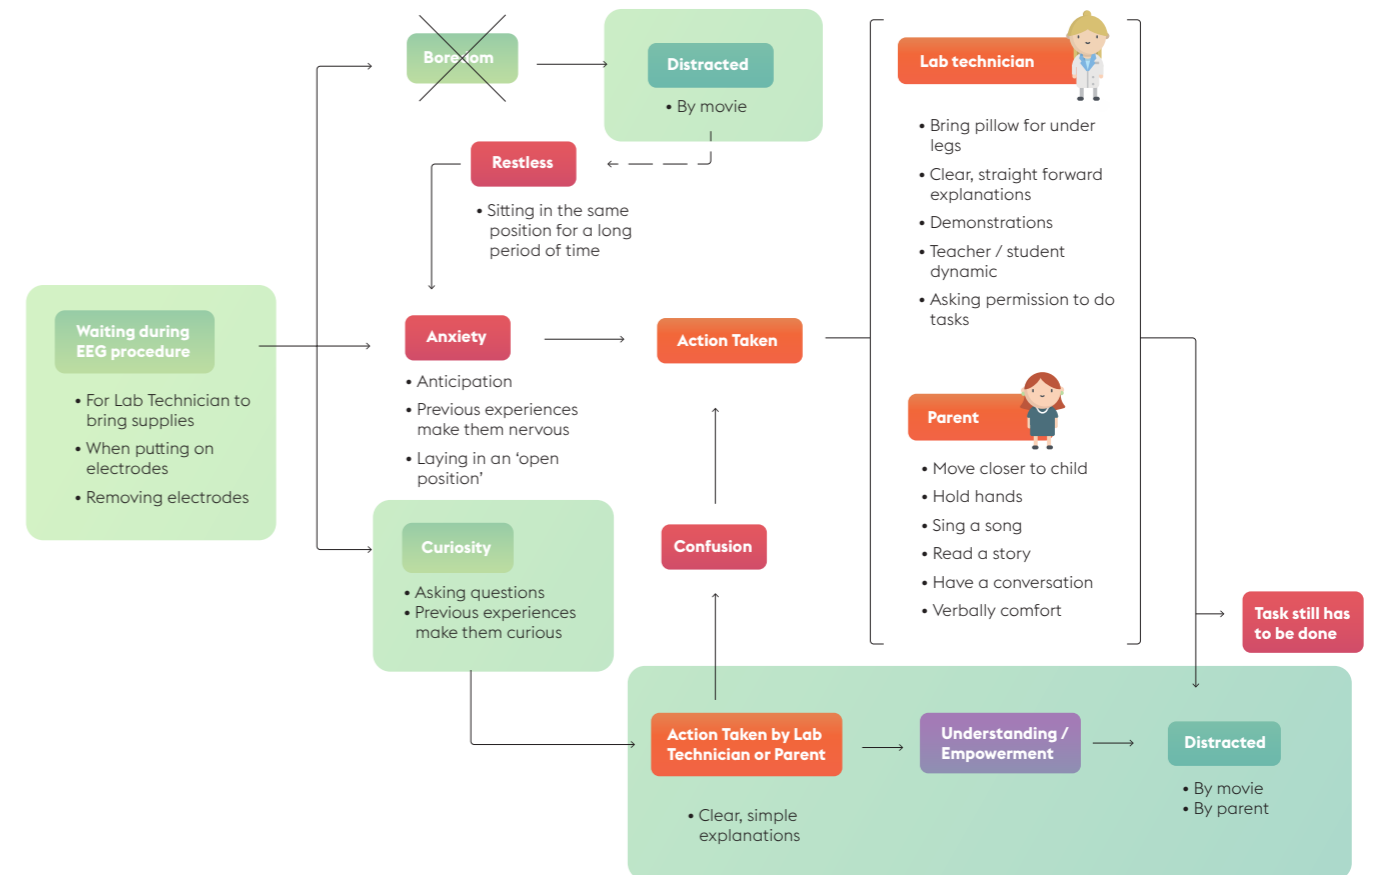 Boredom
Distracted
• By movie
Restless
• Sitting in the same
position for a long
period of time
Waiting during
EEG procedure
• For Lab Technician to
bring supplies
• When putting on
electrodes
• Removing electrodes
Anxiety
• Anticipation
• Previous experiences
make them nervous
• Laying in an ‘open
position’
Action Taken
Lab technician
• Bring pillow for under
legs
• Clear, straight forward
explanations
• Demonstrations
• Teacher / student
dynamic
• Asking permission to do
tasks
Parent
• Move closer to child
• Hold hands
• Sing a song
• Read a story
• Have a conversation
• Verbally comfort
Curiosity
• Asking questions
• Previous experiences
make them curious
Confusion
Task still has
to be done
Action Taken by Lab
Technician or Parent
• Clear, simple
explanations
Understanding /
Empowerment
Distracted
• By movie
• By parent